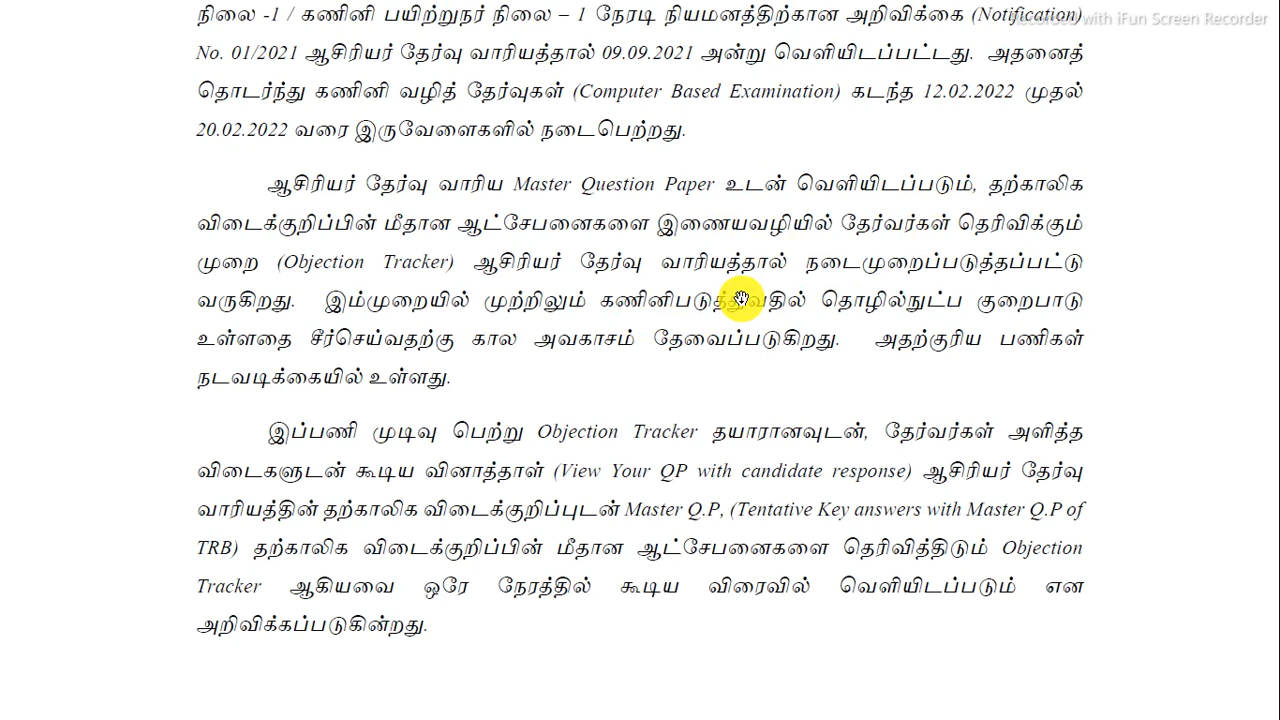 நிலை -1 / கணினி பயிற்றுநர் நிலை – 1 நேரடி நியமனத்திற்கான அறிவிக்கை (Notification)
Recorded with iFun Screen Recorder
No. 01/2021 ஆசிரியர் தேர்வு வாரியத்தால் 09.09.2021 அன்று வெளியிடப்பட்டது. அதனைத்
தொடர்ந்து கணினி வழித் தேர்வுகள் (Computer Based Examination) கடந்த 12.02.2022 முதல்
20.02.2022 வரை இருவேளைகளில் நடைபெற்றது.
ஆசிரியர் தேர்வு வாரிய Master Question Paper உடன் வெளியிடப்படும், தற்காலிக
விடைக்குறிப்பின் மீதான ஆட்சேபனைகளை இணையவழியில் தேர்வர்கள் தெரிவிக்கும்
முறை (Objection Tracker) ஆசிரியர் தேர்வு வாரியத்தால் நடைமுறைப்படுத்தப்பட்டு
வருகிறது. இம்முறையில் முற்றிலும் கணினிபடுத்துவதில் தொழில்நுட்ப குறைபாடு
உள்ளதை சீர்செய்வதற்கு கால அவகாசம் தேவைப்படுகிறது. அதற்குரிய பணிகள்
நடவடிக்கையில் உள்ளது.
இப்பணி முடிவு பெற்று Objection Tracker தயாரானவுடன், தேர்வர்கள் அளித்த
விடைகளுடன் கூடிய வினாத்தாள் (View Your QP with candidate response) ஆசிரியர் தேர்வு
வாரியத்தின் தற்காலிக விடைக்குறிப்புடன் Master Q.P, (Tentative Key answers with Master Q.P of
TRB) தற்காலிக விடைக்குறிப்பின் மீதான ஆட்சேபனைகளை தெரிவித்திடும் Objection
Tracker ஆகியவை ஒரே நேரத்தில் கூடிய விரைவில் வெளியிடப்படும் என
அறிவிக்கப்படுகின்றது.